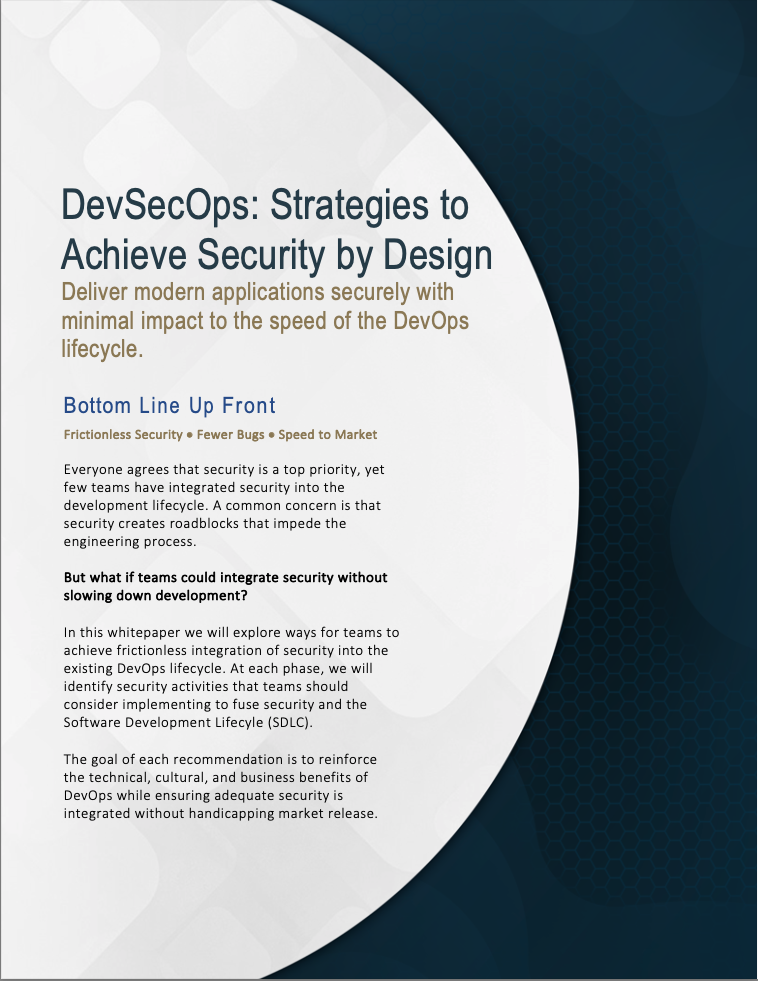 DevSecOps: Strategies to
Achieve Security by Design
Deliver modern applications securely with
minimal impact to the speed of the DevOps
lifecycle.
Bottom Line Up Front
Frictionless Security • Fewer Bugs • Speed to Market
Everyone agrees that security is a top priority, yet
few teams have integrated security into the
development lifecycle. A common concern is that
security creates roadblocks that impede the
engineering process.
But what if teams could integrate security without
slowing down development?
In this whitepaper we will explore ways for teams to
achieve frictionless integration of security into the
existing DevOps lifecycle. At each phase, we will
identify security activities that teams should
consider implementing to fuse security and the
Software Development Lifecyle (SDLC).
The goal of each recommendation is to reinforce
the technical, cultural, and business benefits of
DevOps while ensuring adequate security is
integrated without handicapping market release.